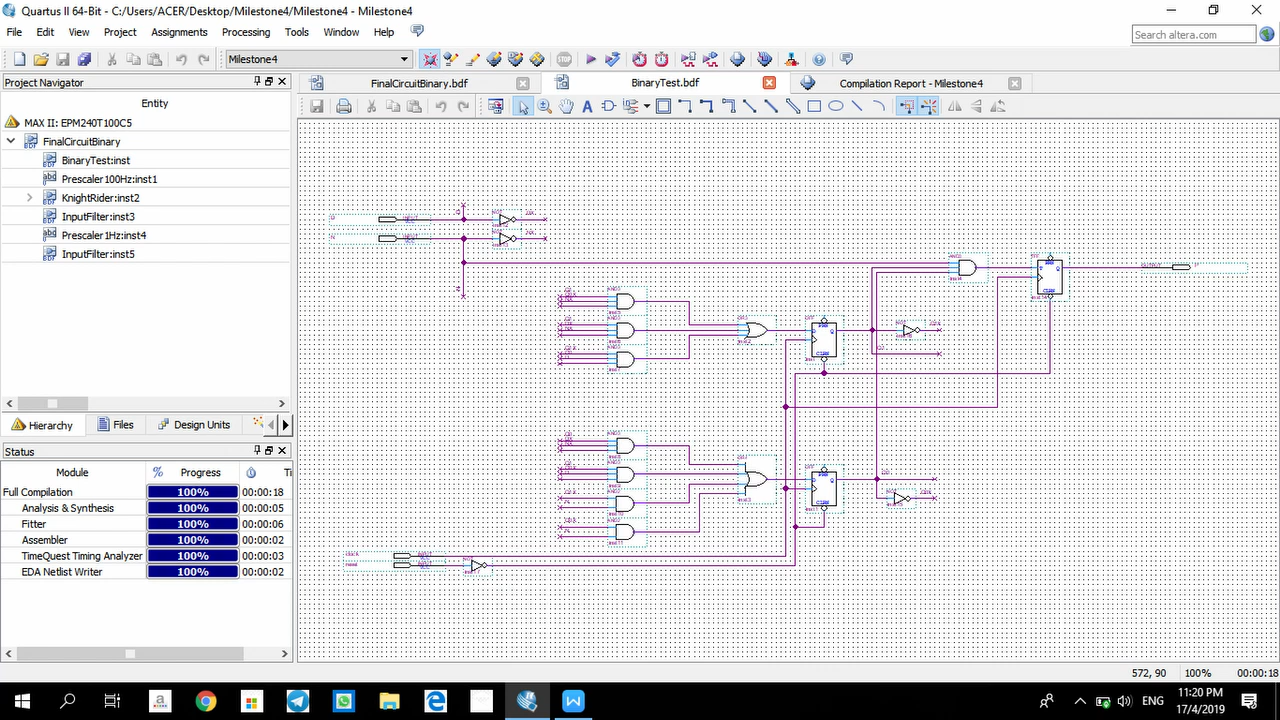 Quartus II 64-Bit - C:/Users/ACER/Desktop/Milestone4/Milestone4 - Milestone4
File Edit View Project Assignments Processing Tools Window Help
Search altera.com
Milestone4
Project Navigator
FinalCircuitBinary.bdf
BinaryTest.bdf
Compilation Report - Milestone4
Entity
MAX II: EPM240T100C5
FinalCircuitBinary
BinaryTest:inst
Prescaler100Hz:inst1
KnightRider:inst2
InputFilter:inst3
Prescaler1Hz:inst4
InputFilter:inst5
Hierarchy Files Design Units
Status
Module % Progress Ti
Full Compilation 100% 00:00:18
Analysis & Synthesis 100% 00:00:05
Fitter 100% 00:00:06
Assembler 100% 00:00:02
TimeQuest Timing Analyzer 100% 00:00:03
EDA Netlist Writer 100% 00:00:02
572, 90 100% 00:00:18
ENG
11:20 PM
17/4/2019